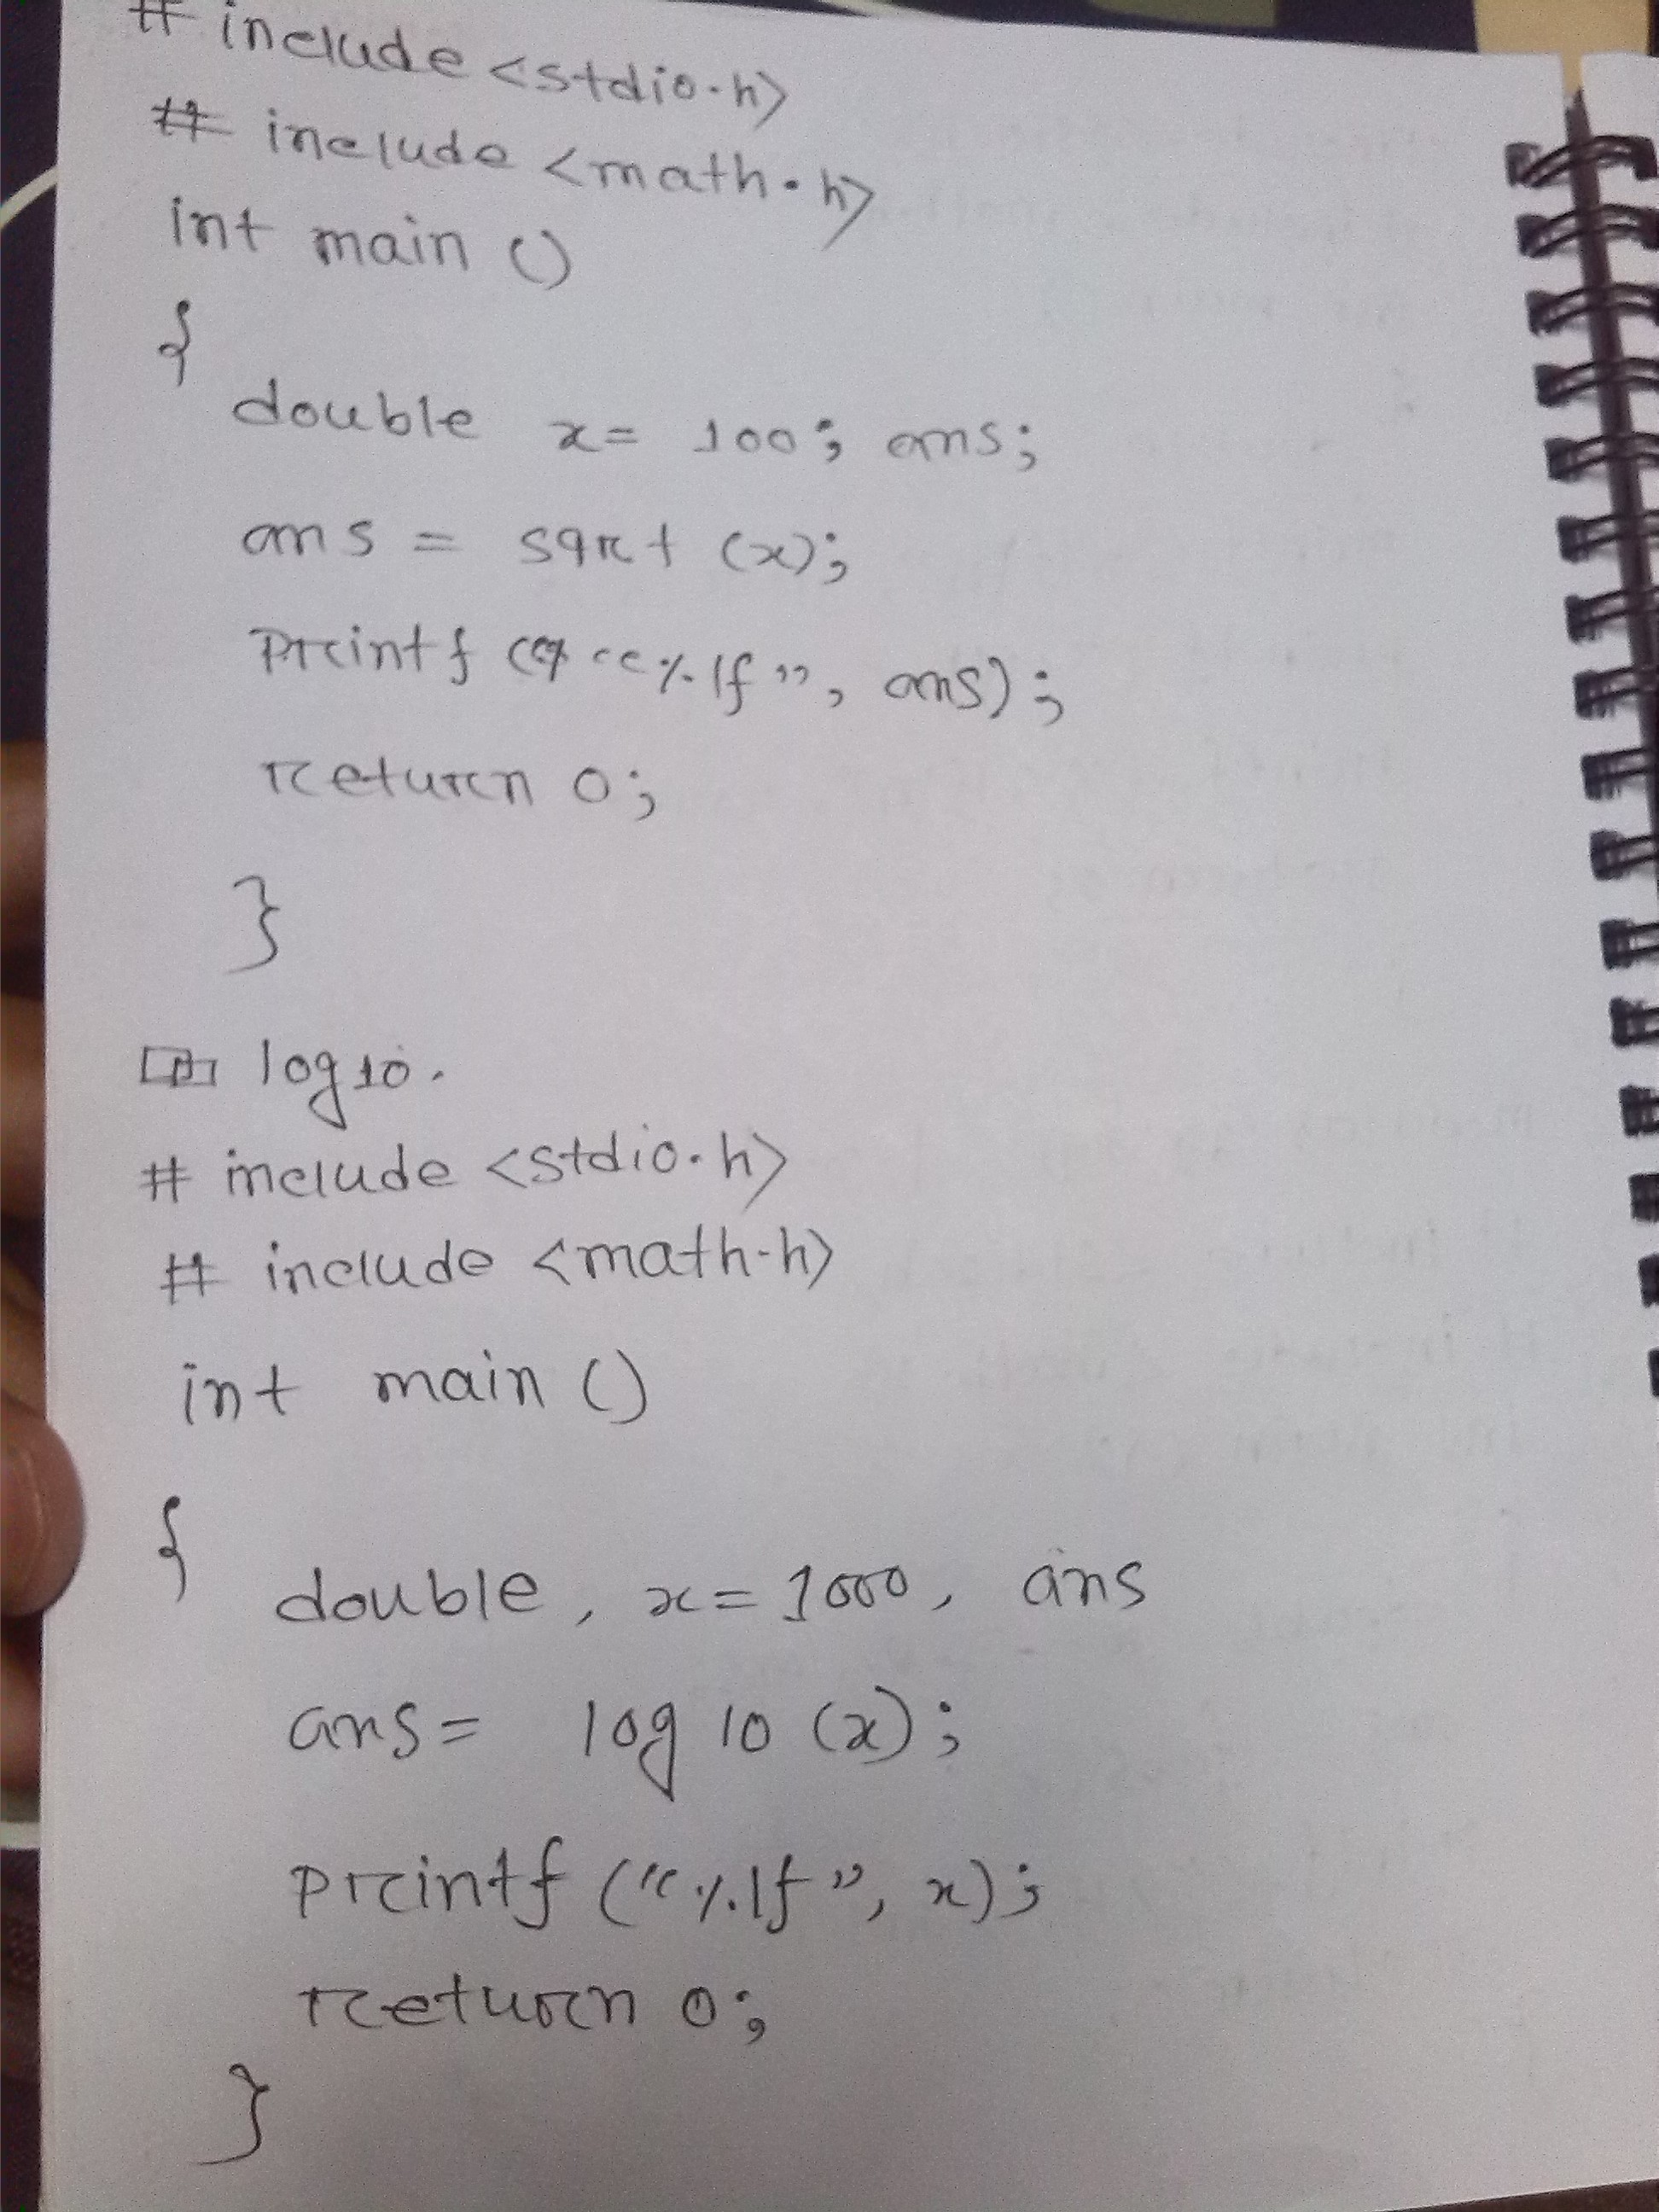 # include <stdio.h>
# include <math.h>
int main ()
{
double x = 100; ans;
ans = sqrt (x);
printf ( “%lf”, ans);
return 0;
}
log10.
# include <stdio.h>
# include <math.h>
int main ()
{
double, x = 1000, ans
ans = log 10 (x);
printf (“%lf”, x);
return 0;
}